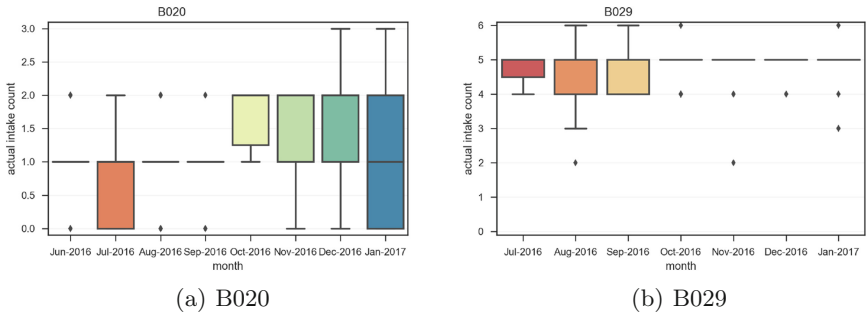 B020
actual intake count
3.0
2.5
2.0
1.5
1.0
0.5
0.0
Jun-2016 Jul-2016 Aug-2016 Sep-2016 Oct-2016 Nov-2016 Dec-2016 Jan-2017
month
(a) B020
B029
actual intake count
6
5
4
3
2
1
0
Jul-2016 Aug-2016 Sep-2016 Oct-2016 Nov-2016 Dec-2016 Jan-2017
month
(b) B029